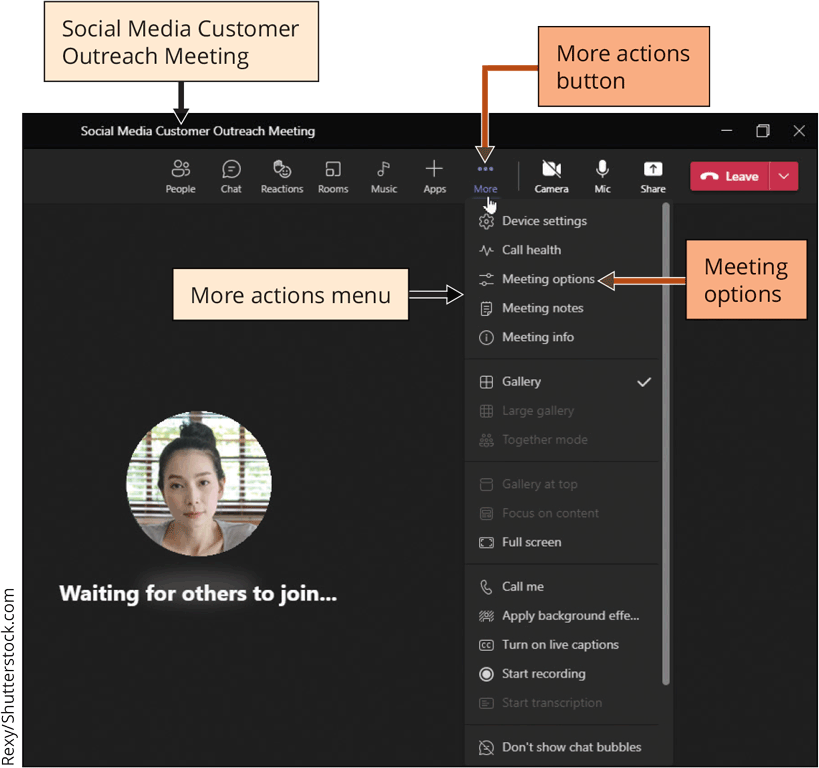 Social Media Customer
Outreach Meeting
More actions
button
Social Media Customer Outreach Meeting
People
Chat
Reactions
Rooms
Music
Apps
More
Camera
Mic
Share
Leave
Device settings
Call health
Meeting options
Meeting notes
Meeting info
Meeting
options
More actions menu
Gallery
Large gallery
Together mode
Gallery at top
Focus on content
Full screen
Waiting for others to join...
Call me
Apply background effe...
CC
Turn on live captions
Start recording
Start transcription
Don't show chat bubbles
Rexy/Shutterstock.com